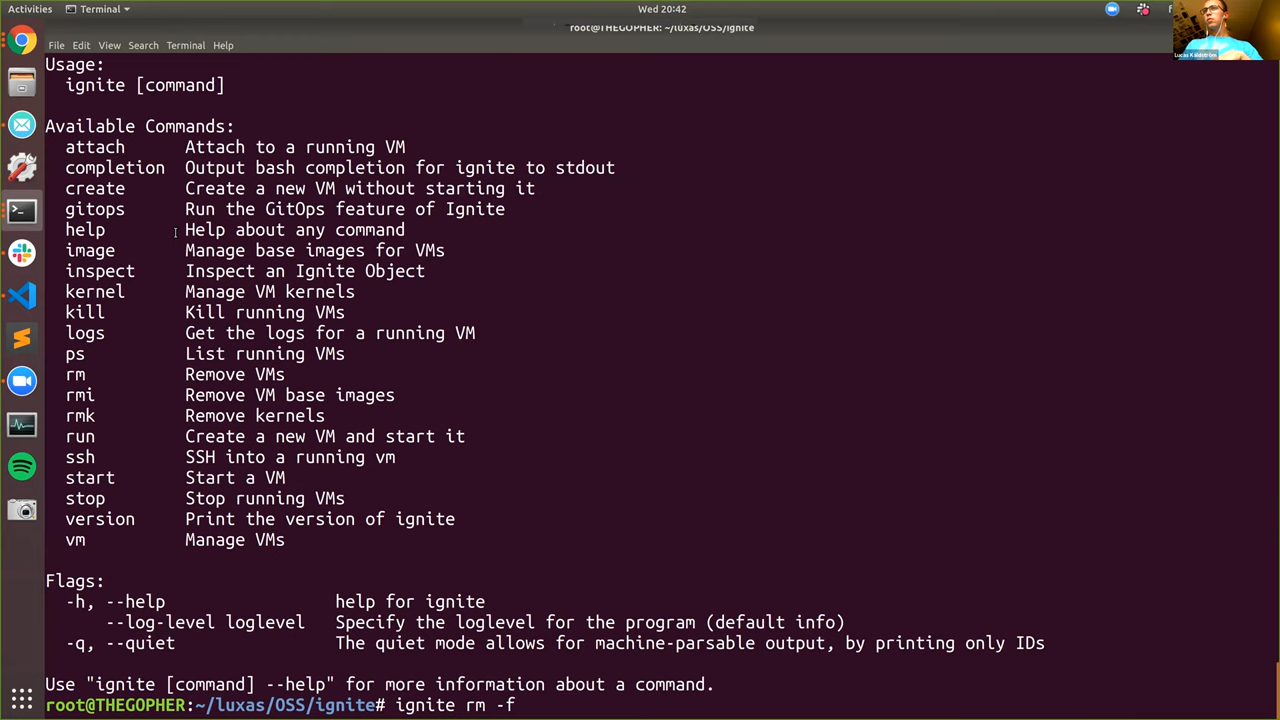 Activities
Terminal
Wed 20:42
root@THEGOPHER: ~/luxas/OSS/ignite
File Edit View Search Terminal Help
Usage:
ignite [command]
Available Commands:
attach Attach to a running VM
completion Output bash completion for ignite to stdout
create Create a new VM without starting it
gitops Run the GitOps feature of Ignite
help Help about any command
image Manage base images for VMs
inspect Inspect an Ignite Object
kernel Manage VM kernels
kill Kill running VMs
logs Get the logs for a running VM
ps List running VMs
rm Remove VMs
rmi Remove VM base images
rmk Remove kernels
run Create a new VM and start it
ssh SSH into a running vm
start Start a VM
stop Stop running VMs
version Print the version of ignite
vm Manage VMs
Flags:
-h, --help help for ignite
--log-level loglevel Specify the loglevel for the program (default info)
-q, --quiet The quiet mode allows for machine-parsable output, by printing only IDs
Use "ignite [command] --help" for more information about a command.
root@THEGOPHER:~/luxas/OSS/ignite# ignite rm -f